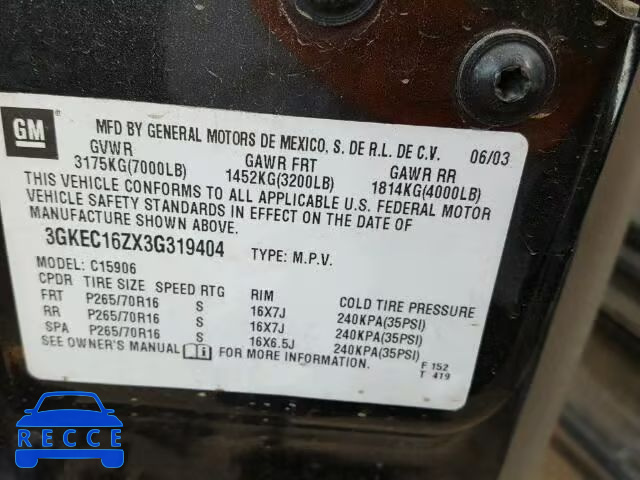 GM
MFD BY GENERAL MOTORS DE MEXICO, S. DE R.L. DE C.V. 06/03
GVWR GAWR FRT GAWR RR
3175KG(7000LB) 1452KG(3200LB) 1814KG(4000LB)
THIS VEHICLE CONFORMS TO ALL APPLICABLE U.S. FEDERAL MOTOR
VEHICLE SAFETY STANDARDS IN EFFECT ON THE DATE OF
MANUFACTURE SHOWN ABOVE.
3GKEC16ZX3G319404 TYPE: M.P.V.
MODEL: C15906
CPDR TIRE SIZE SPEED RTG RIM COLD TIRE PRESSURE
FRT P265/70R16 S 16X7J 240KPA(35PSI)
RR P265/70R16 S 16X7J 240KPA(35PSI)
SPA P265/70R16 S 16X6.5J 240KPA(35PSI)
SEE OWNER'S MANUAL FOR MORE INFORMATION.
F 152
T 419
RECCE